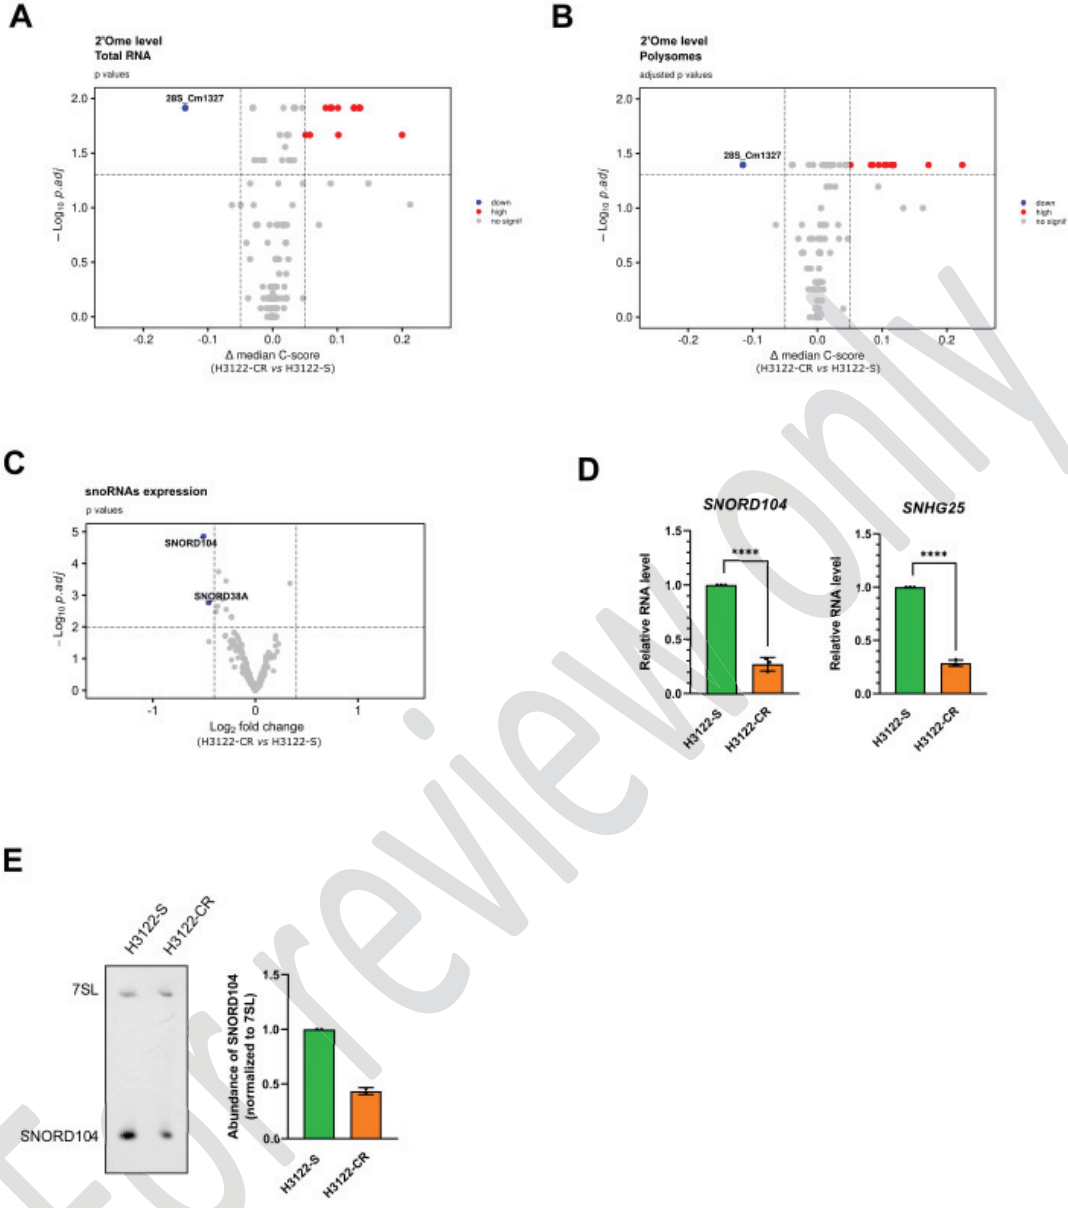 A
2'Ome level
Total RNA
p values
28S_Cm1327
2.0
1.5
1.0
0.5
0.0
– Log10 p.adj
-0.2 -0.1 0.0 0.1 0.2
Δ median C-score
(H3122-CR vs H3122-S)
down
high
no signif
B
2'Ome level
Polysomes
adjusted p values
28S_Cm1327
2.0
1.5
1.0
0.5
0.0
– Log10 p.adj
-0.2 -0.1 0.0 0.1 0.2
Δ median C-score
(H3122-CR vs H3122-S)
down
high
no signif
C
snoRNAs expression
p values
SNORD104
SNORD38A
5
4
3
2
1
0
– Log10 p.adj
-1 0 1
Log2 fold change
(H3122-CR vs H3122-S)
D
SNORD104
1.5
1.0
0.5
0.0
Relative RNA level
****
H3122-S
H3122-CR
SNHG25
1.5
1.0
0.5
0.0
Relative RNA level
****
H3122-S
H3122-CR
E
H3122-S
H3122-CR
7SL
SNORD104
1.5
1.0
0.5
0.0
Abundance of SNORD104
(normalized to 7SL)
H3122-S
H3122-CR
For review only